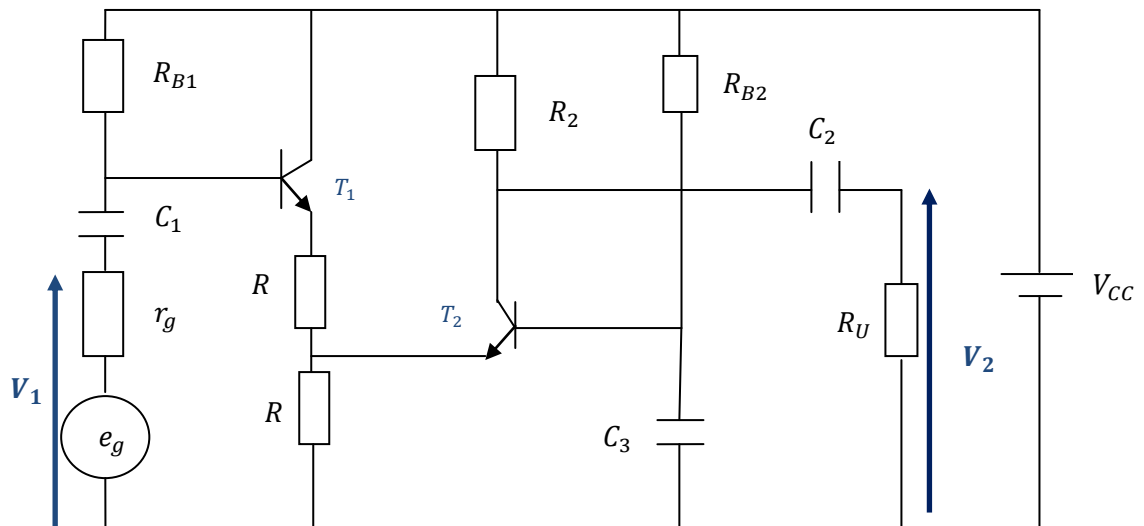 R_{B1}
R_2
R_{B2}
C_2
T_1
C_1
R
T_2
V_{CC}
r_g
R_U
V_1
V_2
R
e_g
C_3